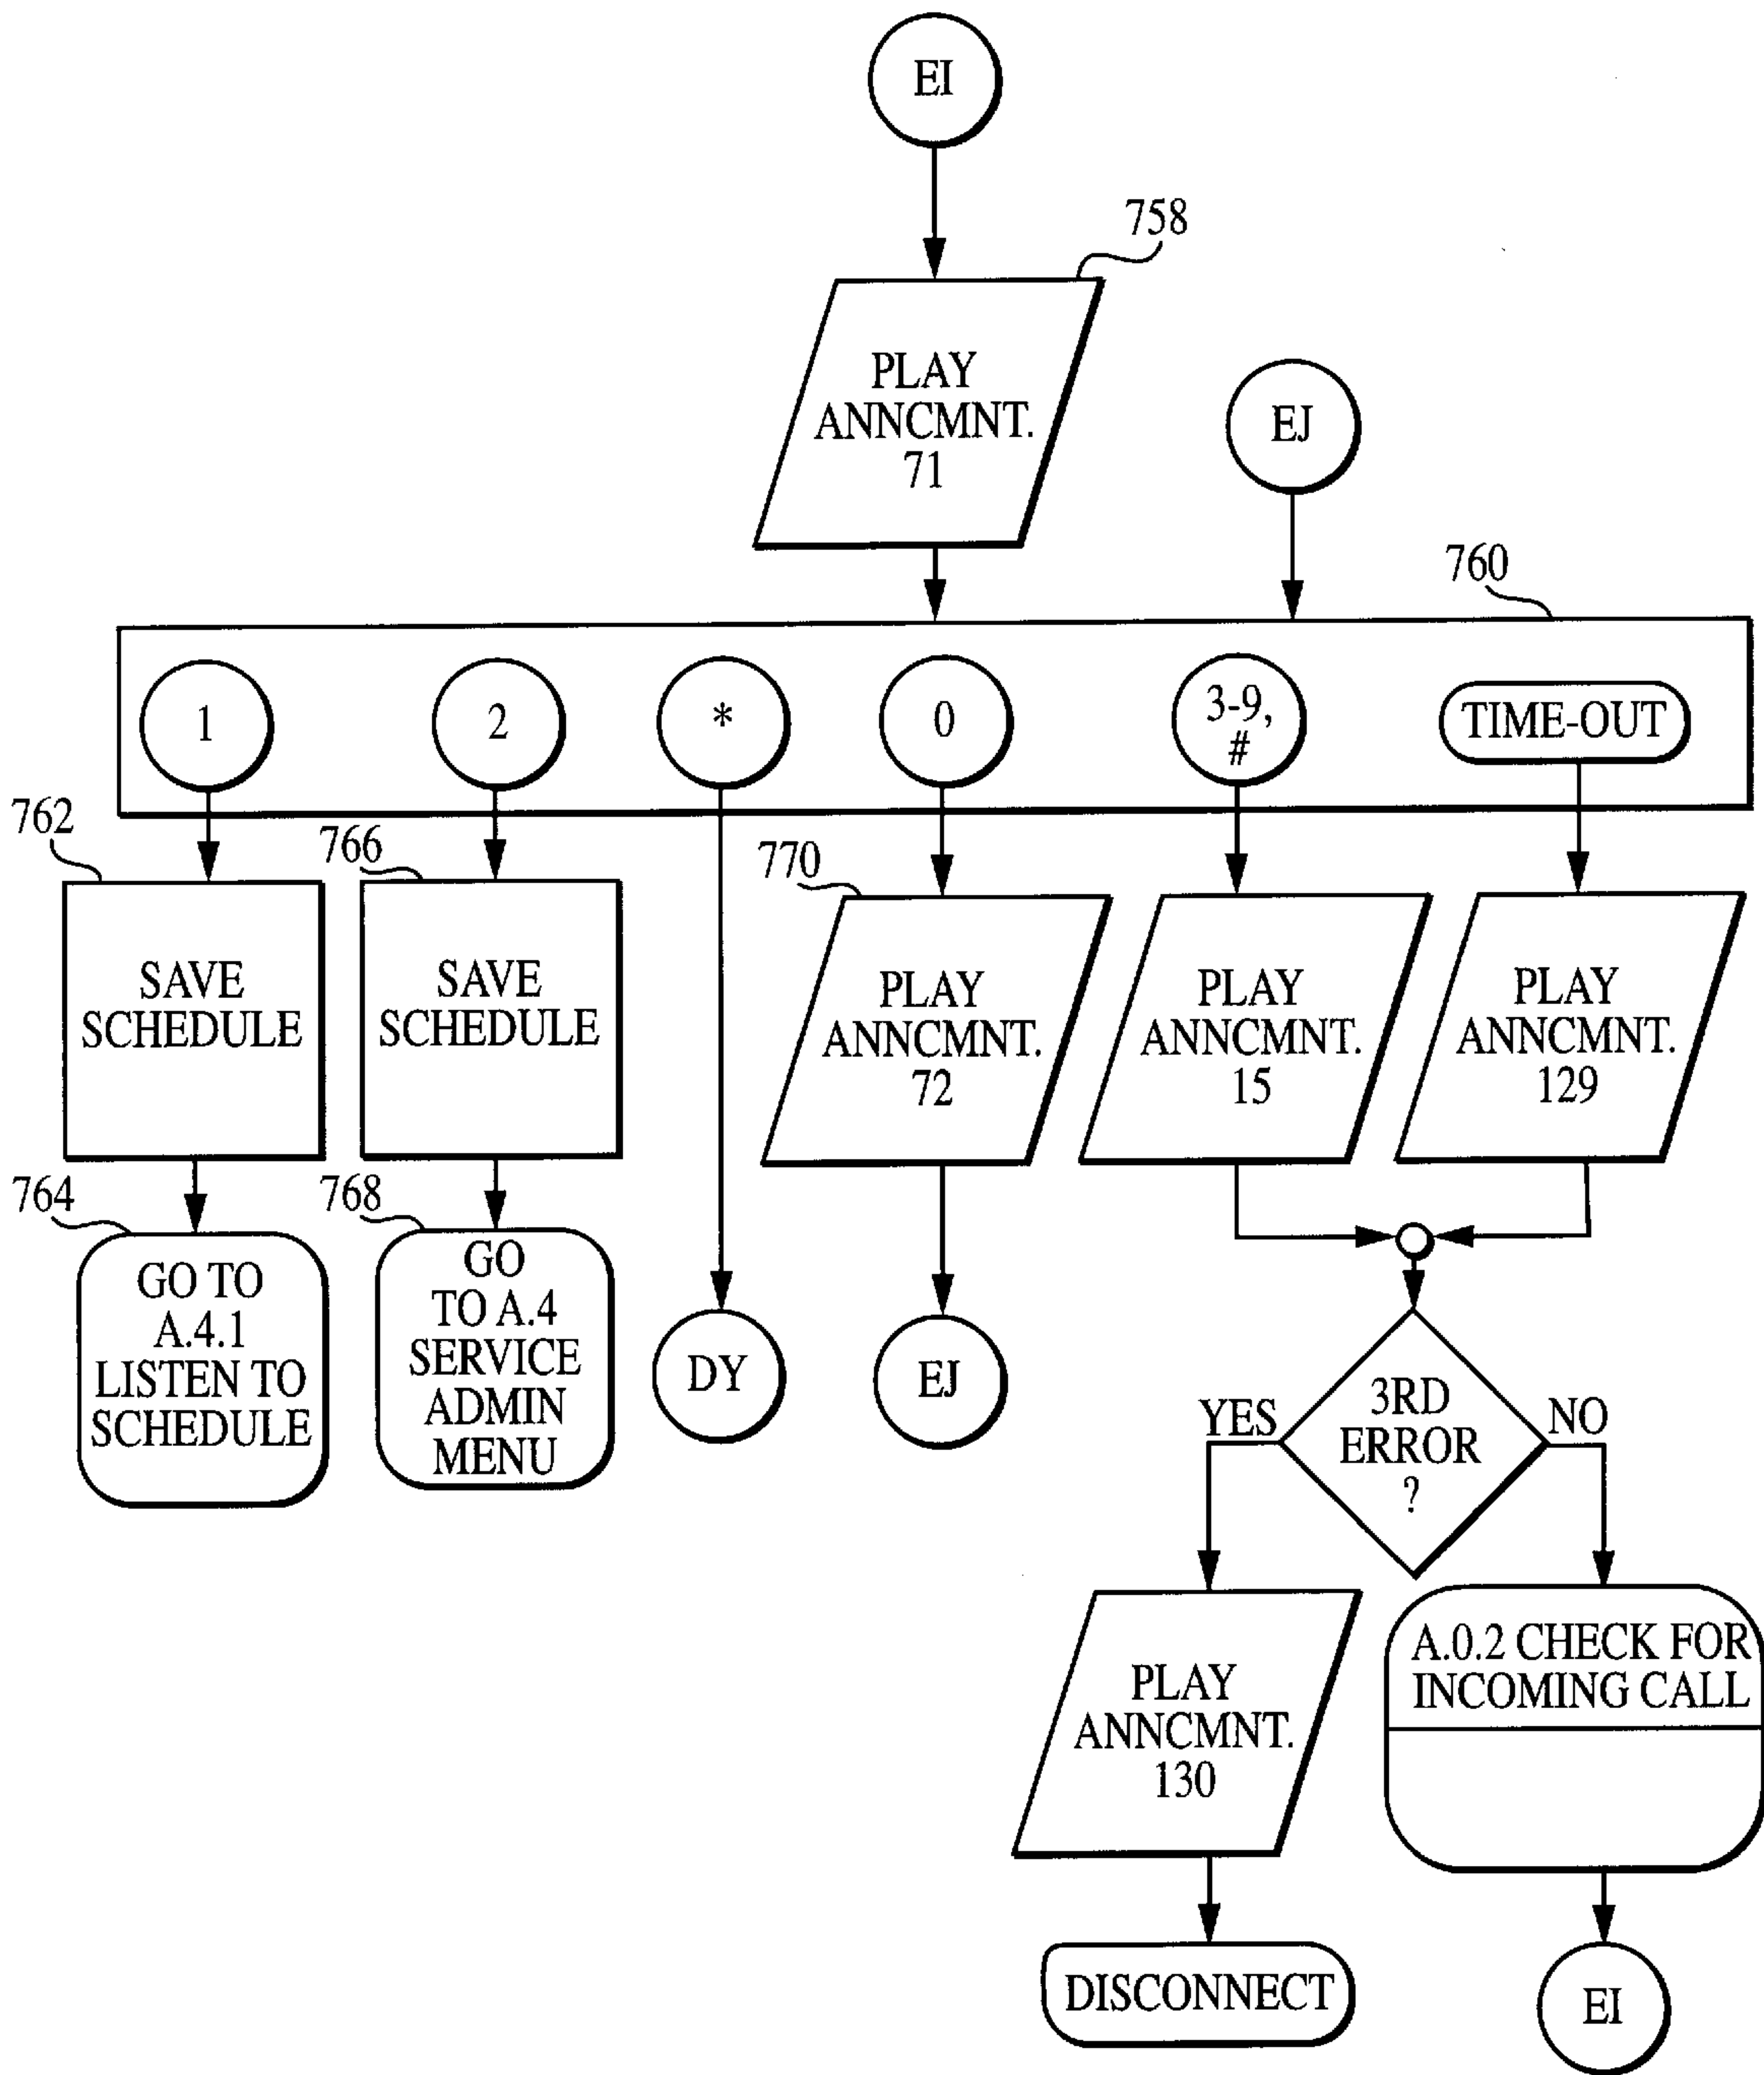 EI
758
PLAY
ANNCMNT.
71
EJ
760
1
2
*
0
3-9,
#
TIME-OUT
762
SAVE
SCHEDULE
766
SAVE
SCHEDULE
770
PLAY
ANNCMNT.
72
PLAY
ANNCMNT.
15
PLAY
ANNCMNT.
129
764
GO TO
A.4.1
LISTEN TO
SCHEDULE
768
GO
TO A.4
SERVICE
ADMIN
MENU
DY
EJ
YES
3RD
ERROR
?
NO
PLAY
ANNCMNT.
130
A.0.2 CHECK FOR
INCOMING CALL
DISCONNECT
EI